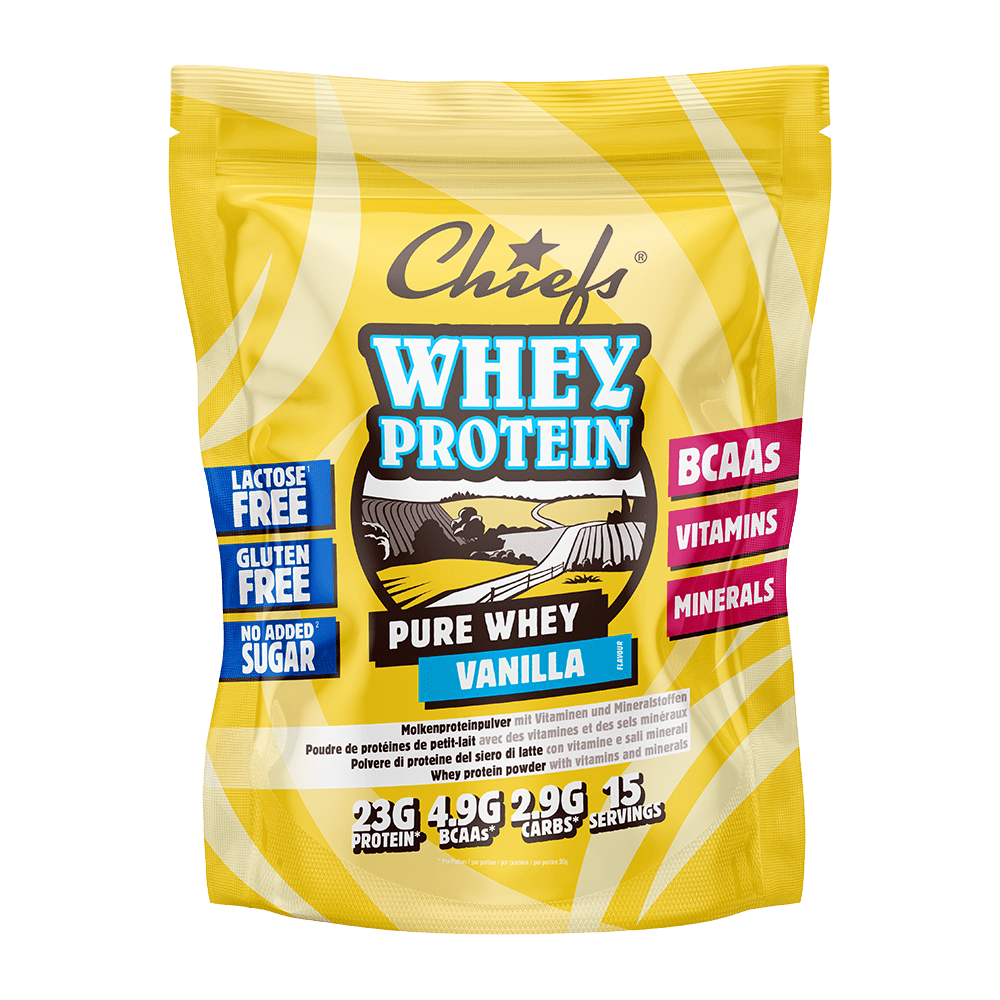 Chiefs®
WHEY
PROTEIN
LACTOSE¹
FREE
GLUTEN
FREE
NO ADDED²
SUGAR
BCAAs
VITAMINS
MINERALS
PURE WHEY
VANILLA
FLAVOUR
Molkenproteinpulver mit Vitaminen und Mineralstoffen
Poudre de protéines de petit-lait avec des vitamines et des sels minéraux
Polvere di proteine del siero di latte con vitamine e sali minerali
Whey protein powder with vitamins and minerals
23G
PROTEIN*
4.9G
BCAAs*
2.9G
CARBS*
15
SERVINGS